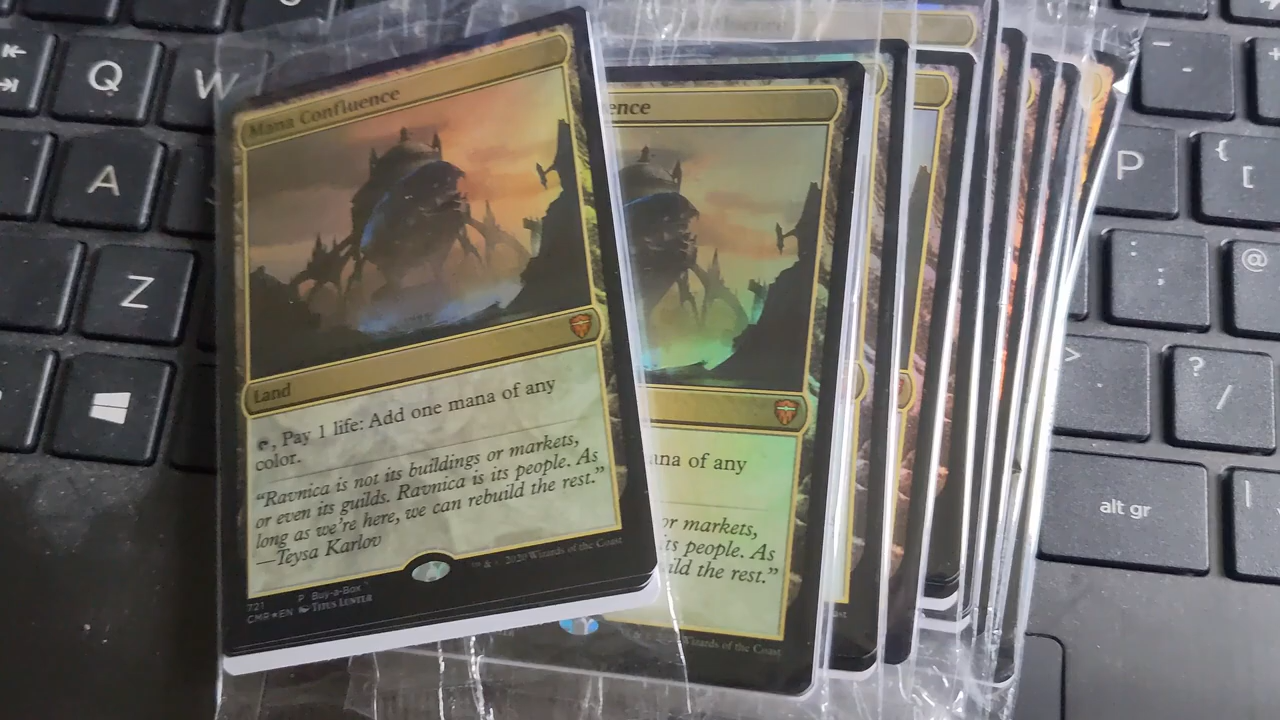 Mana Confluence
Land
, Pay 1 life: Add one mana of any
color.
“Ravnica is not its buildings or markets,
or even its guilds. Ravnica is its people. As
long as we're here, we can rebuild the rest.”
—Teysa Karlov
721 P Buy-a-Box
CMR★EN Titus Lunter
™ & © 2020 Wizards of the Coast
ence
ana of any
or markets,
ts people. As
ld the rest.”
Wizards of the Coast
Q
W
A
Z
P
{
[
:
;
@
>
?
/
alt gr
-